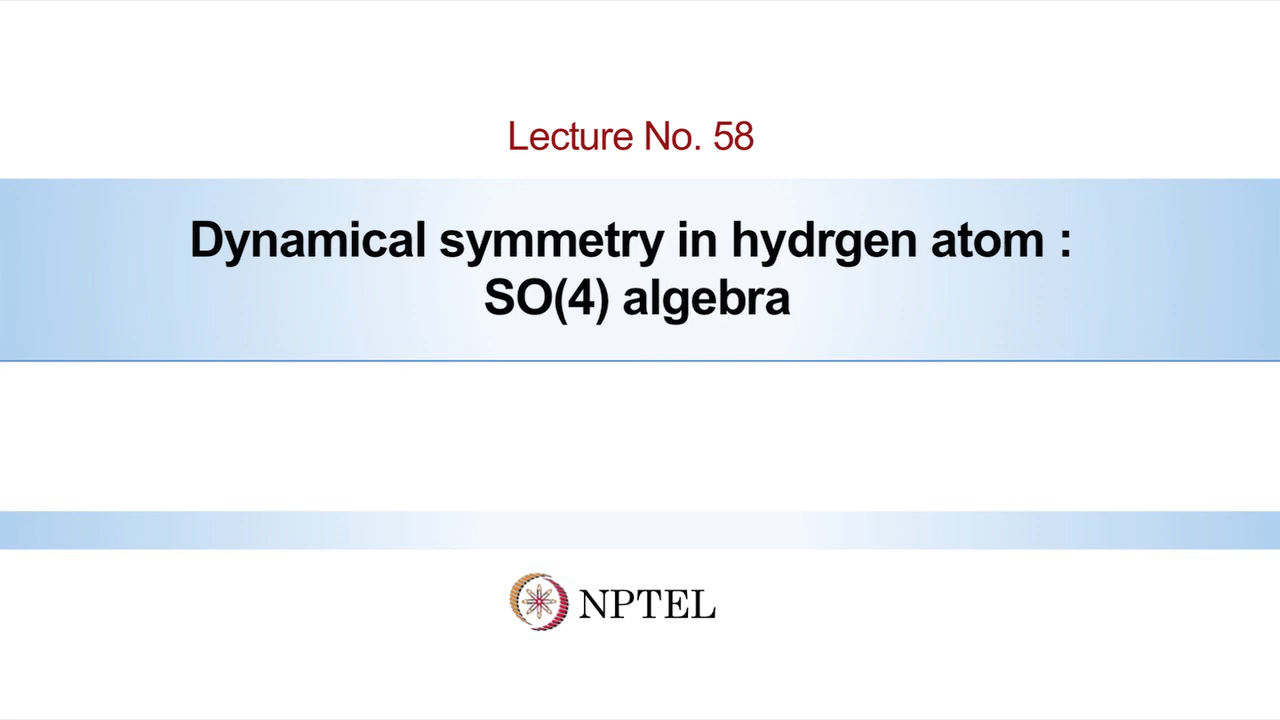 Lecture No. 58
Dynamical symmetry in hydrgen atom :
SO(4) algebra
NPTEL